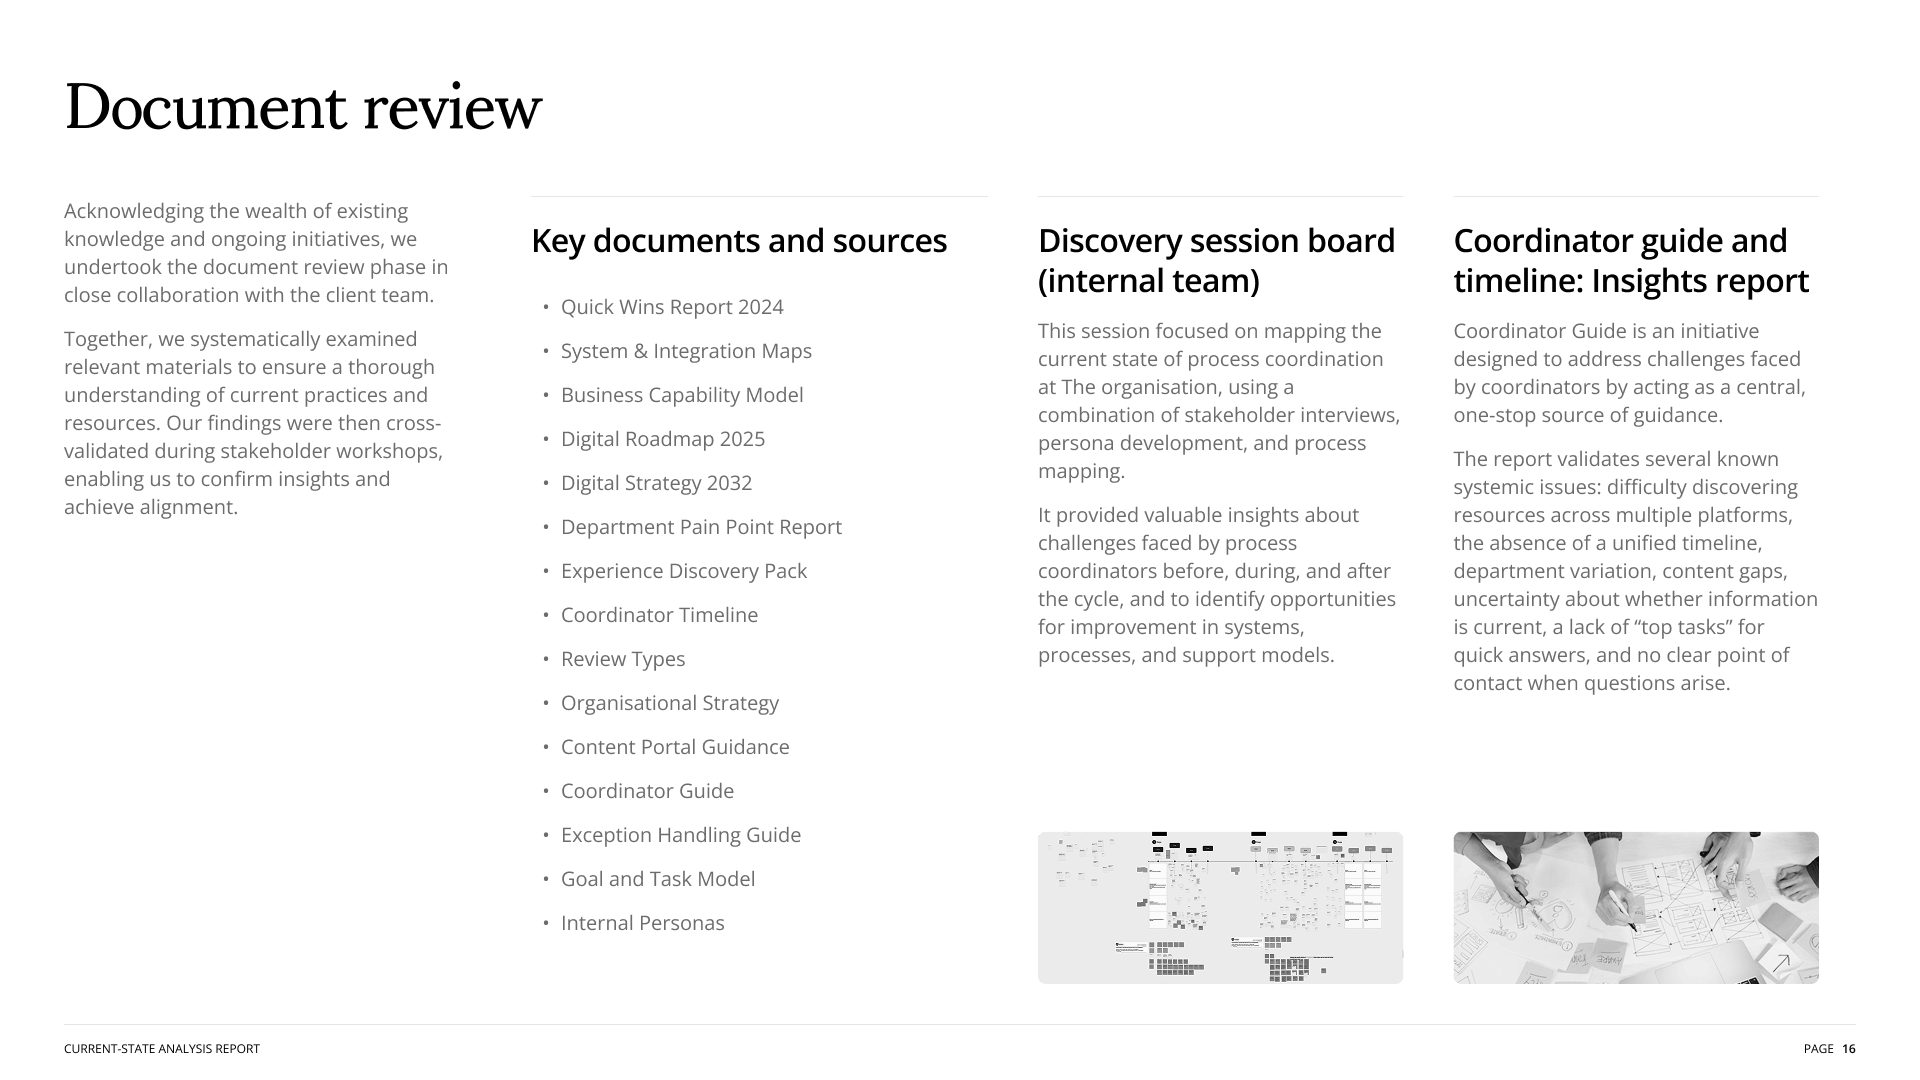 Document review
Acknowledging the wealth of existing
knowledge and ongoing initiatives, we
undertook the document review phase in
close collaboration with the client team.
Together, we systematically examined
relevant materials to ensure a thorough
understanding of current practices and
resources. Our findings were then cross-
validated during stakeholder workshops,
enabling us to confirm insights and
achieve alignment.
Key documents and sources
• Quick Wins Report 2024
• System & Integration Maps
• Business Capability Model
• Digital Roadmap 2025
• Digital Strategy 2032
• Department Pain Point Report
• Experience Discovery Pack
• Coordinator Timeline
• Review Types
• Organisational Strategy
• Content Portal Guidance
• Coordinator Guide
• Exception Handling Guide
• Goal and Task Model
• Internal Personas
Discovery session board
(internal team)
This session focused on mapping the
current state of process coordination
at The organisation, using a
combination of stakeholder interviews,
persona development, and process
mapping.
It provided valuable insights about
challenges faced by process
coordinators before, during, and after
the cycle, and to identify opportunities
for improvement in systems,
processes, and support models.
Coordinator guide and
timeline: Insights report
Coordinator Guide is an initiative
designed to address challenges faced
by coordinators by acting as a central,
one-stop source of guidance.
The report validates several known
systemic issues: difficulty discovering
resources across multiple platforms,
the absence of a unified timeline,
department variation, content gaps,
uncertainty about whether information
is current, a lack of “top tasks” for
quick answers, and no clear point of
contact when questions arise.
CURRENT-STATE ANALYSIS REPORT
PAGE 16